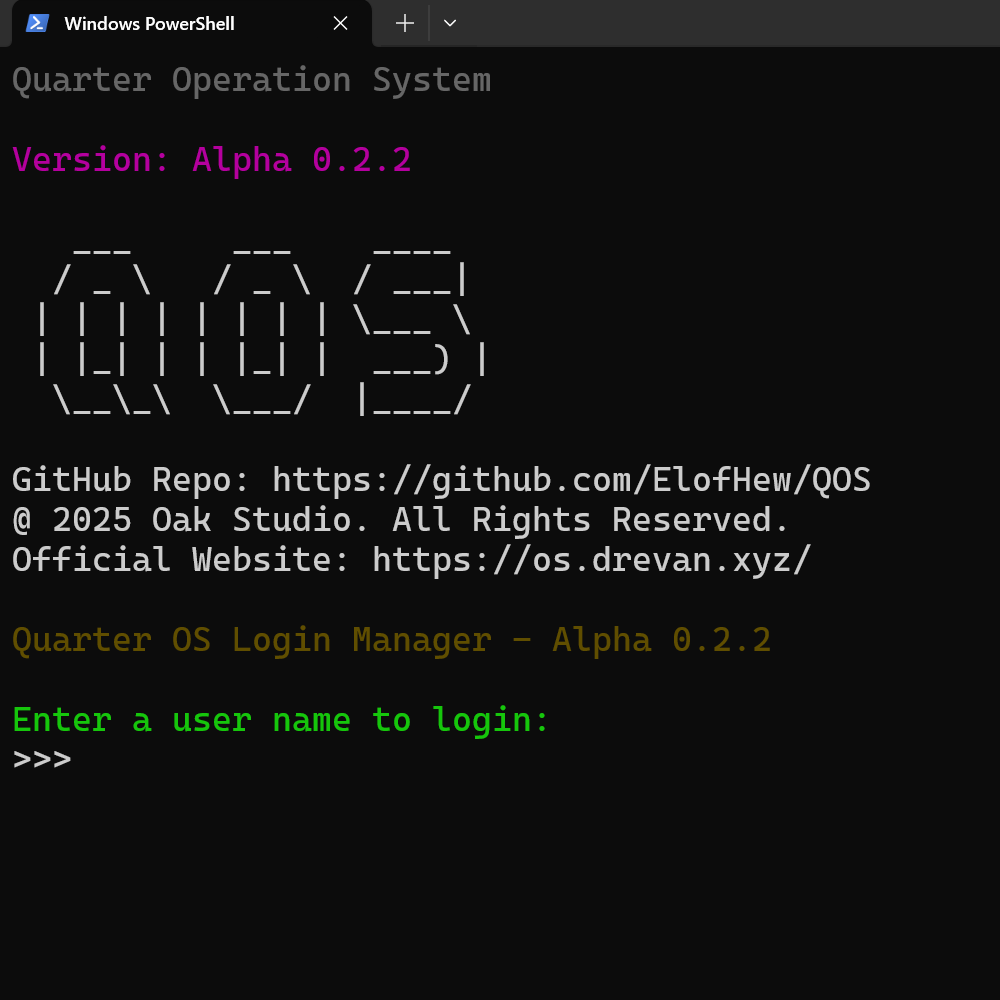 Windows PowerShell
Quarter Operation System
Version: Alpha 0.2.2
   ___     ___    ____
  / _ \   / _ \  / ___|
 | | | | | | | | \___ \
 | |_| | | |_| |  ___) |
  \__\_\  \___/  |____/
GitHub Repo: https://github.com/ElofHew/QOS
@ 2025 Oak Studio. All Rights Reserved.
Official Website: https://os.drevan.xyz/
Quarter OS Login Manager - Alpha 0.2.2
Enter a user name to login:
>>>